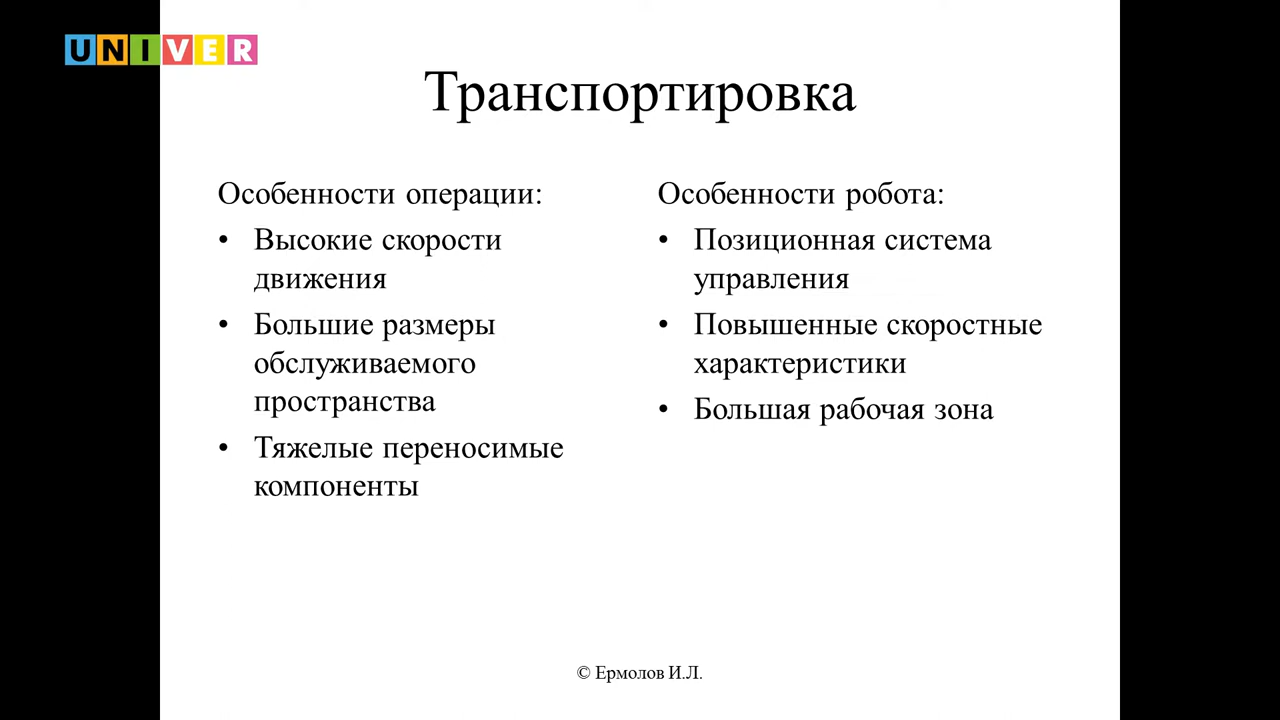 UNIVER
Транспортировка
Особенности операции:
• Высокие скорости
движения
• Большие размеры
обслуживаемого
пространства
• Тяжелые переносимые
компоненты
Особенности робота:
• Позиционная система
управления
• Повышенные скоростные
характеристики
• Большая рабочая зона
© Ермолов И.Л.